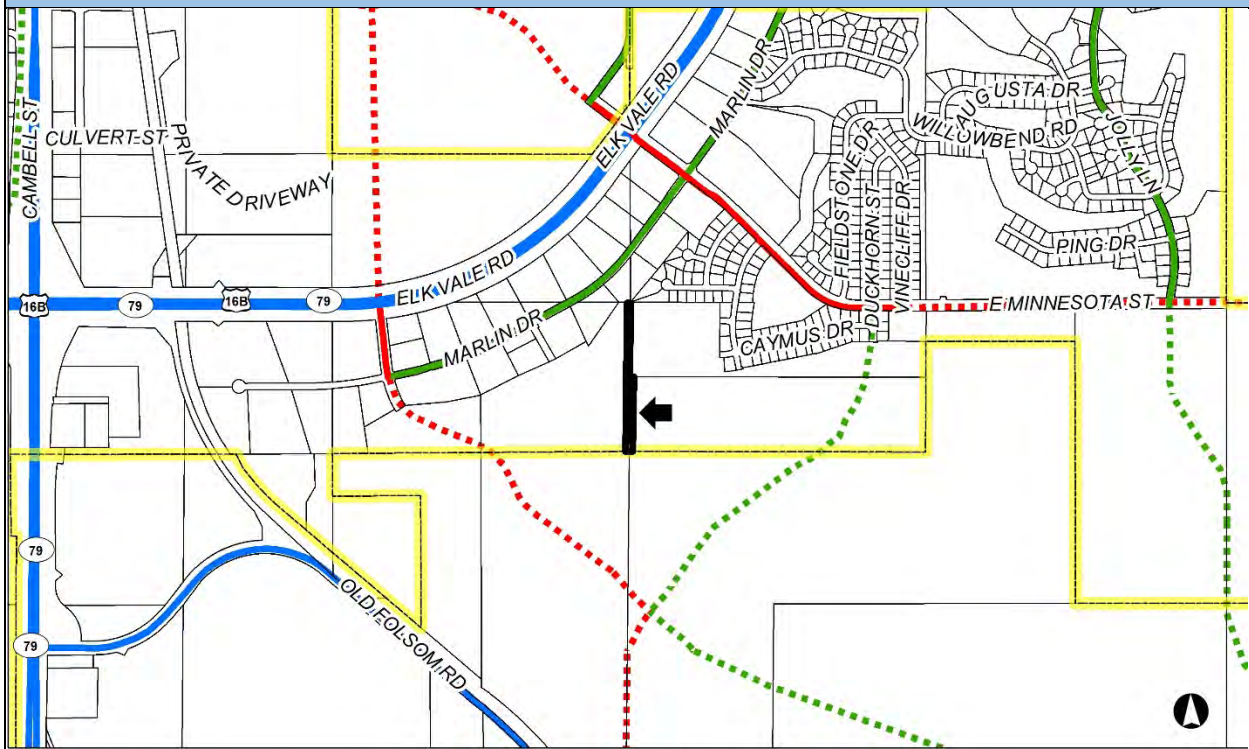 CAMBELL ST
CULVERT ST
PRIVATE DRIVEWAY
ELK VALE RD
MARLIN DR
AUGUSTA DR
WILLOWBEND RD
JOLLY LN
FIELDSTONE DR
DUCKHORN ST
VINECLIFF DR
PING DR
16B
79
16B
79
ELK VALE RD
E MINNESOTA ST
MARLIN DR
CAYMUS DR
79
OLD FOLSOM RD
79